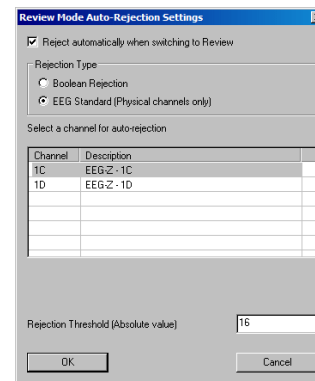 Review Mode Auto-Rejection Settings
Reject automatically when switching to Review
Rejection Type
Boolean Rejection
EEG Standard (Physical channels only)
Select a channel for auto-rejection
Channel Description
1C EEG-Z - 1C
1D EEG-Z - 1D
Rejection Threshold (Absolute value) 16
OK Cancel